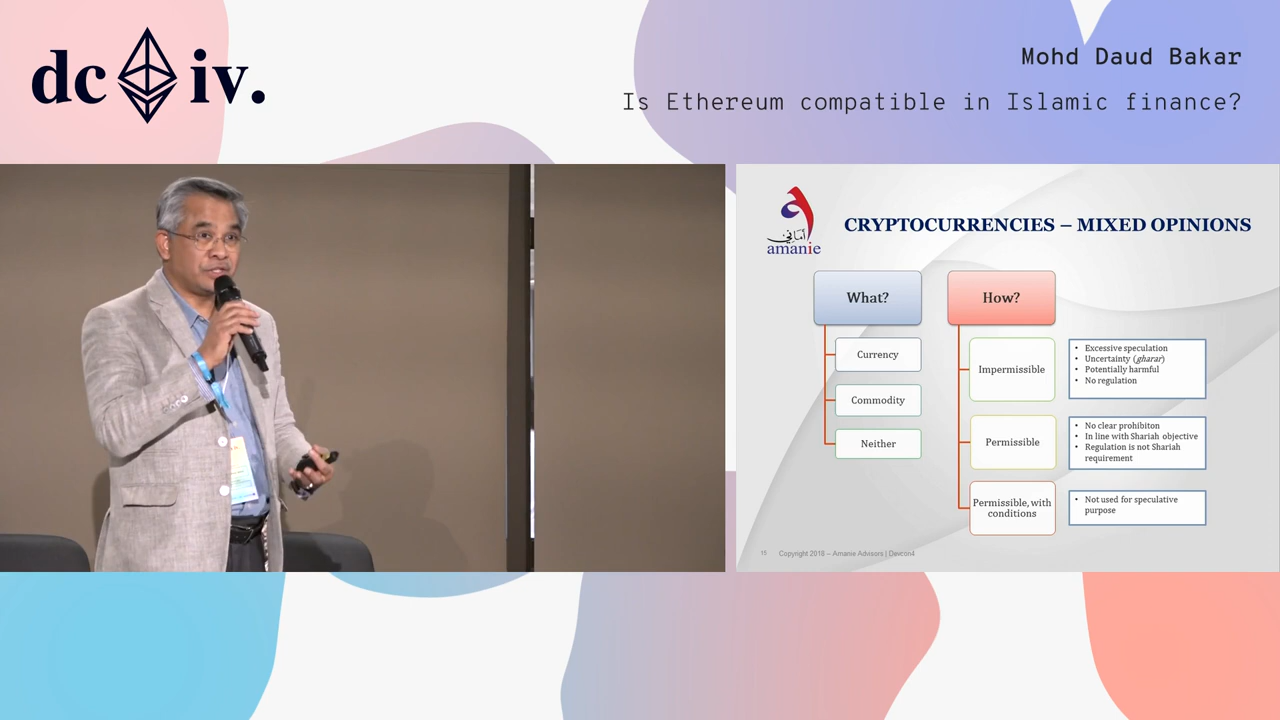 dc iv.
Mohd Daud Bakar
Is Ethereum compatible in Islamic finance?
أماني
amanie
CRYPTOCURRENCIES – MIXED OPINIONS
What?
Currency
Commodity
Neither
How?
Impermissible
• Excessive speculation
• Uncertainty (gharar)
• Potentially harmful
• No regulation
Permissible
• No clear prohibiton
• In line with Shariah objective
• Regulation is not Shariah
requirement
Permissible, with
conditions
• Not used for speculative
purpose
15 Copyright 2018 – Amanie Advisors | Devcon4